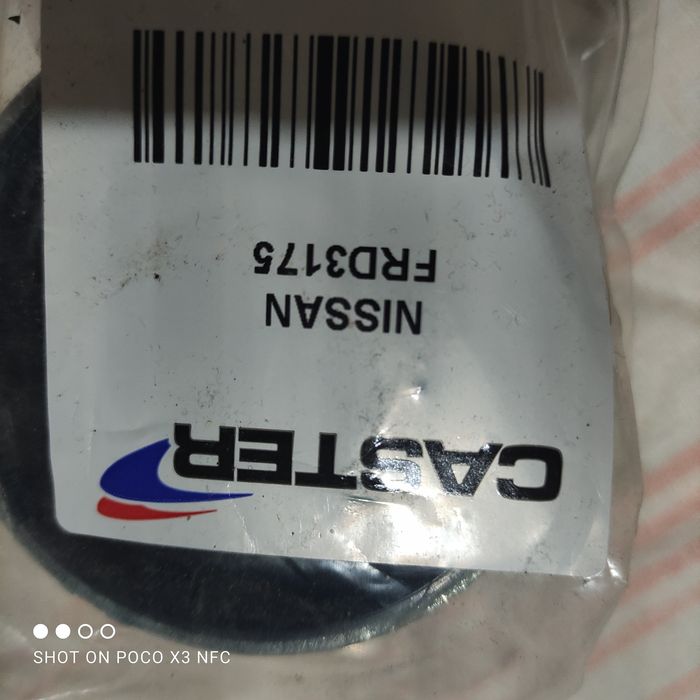 CASTER
NISSAN
FRD3175
SHOT ON POCO X3 NFC